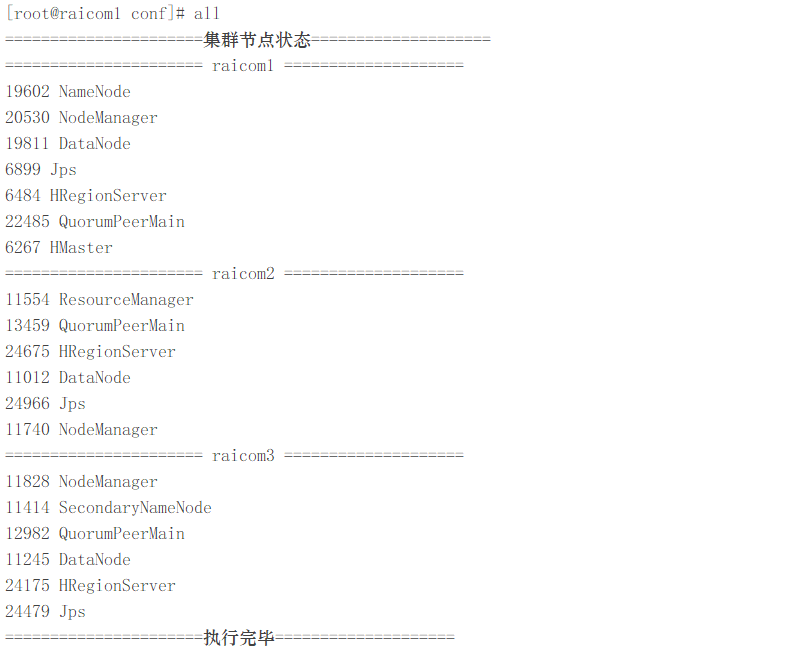 [root@raicom1 conf]# all
======================集群节点状态====================
====================== raicom1 ====================
19602 NameNode
20530 NodeManager
19811 DataNode
6899 Jps
6484 HRegionServer
22485 QuorumPeerMain
6267 HMaster
====================== raicom2 ====================
11554 ResourceManager
13459 QuorumPeerMain
24675 HRegionServer
11012 DataNode
24966 Jps
11740 NodeManager
====================== raicom3 ====================
11828 NodeManager
11414 SecondaryNameNode
12982 QuorumPeerMain
11245 DataNode
24175 HRegionServer
24479 Jps
======================执行完毕====================